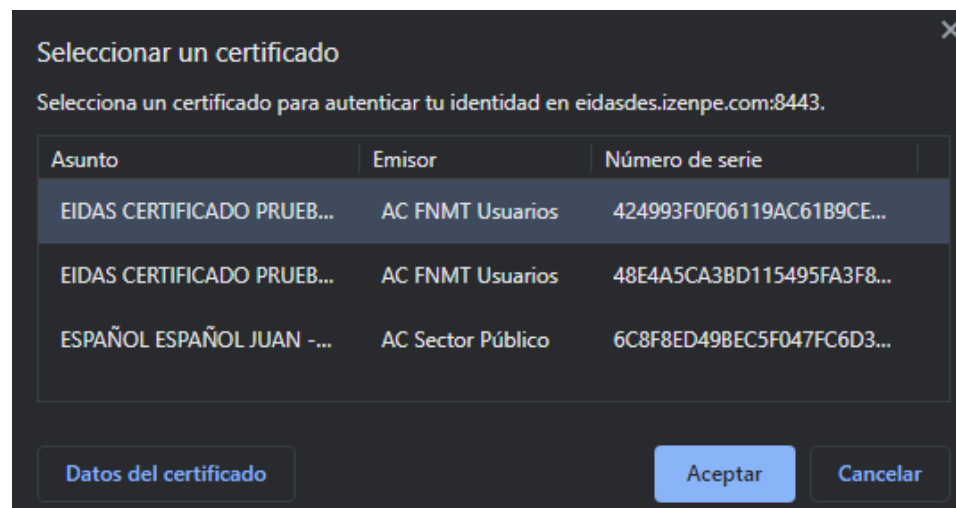 Seleccionar un certificado
Selecciona un certificado para autenticar tu identidad en eidasdes.izenpe.com:8443.
Asunto Emisor Número de serie
EIDAS CERTIFICADO PRUEB... AC FNMT Usuarios 424993F0F06119AC61B9CE...
EIDAS CERTIFICADO PRUEB... AC FNMT Usuarios 48E4A5CA3BD115495FA3F8...
ESPAÑOL ESPAÑOL JUAN -... AC Sector Público 6C8F8ED49BEC5F047FC6D3...
Datos del certificado Aceptar Cancelar